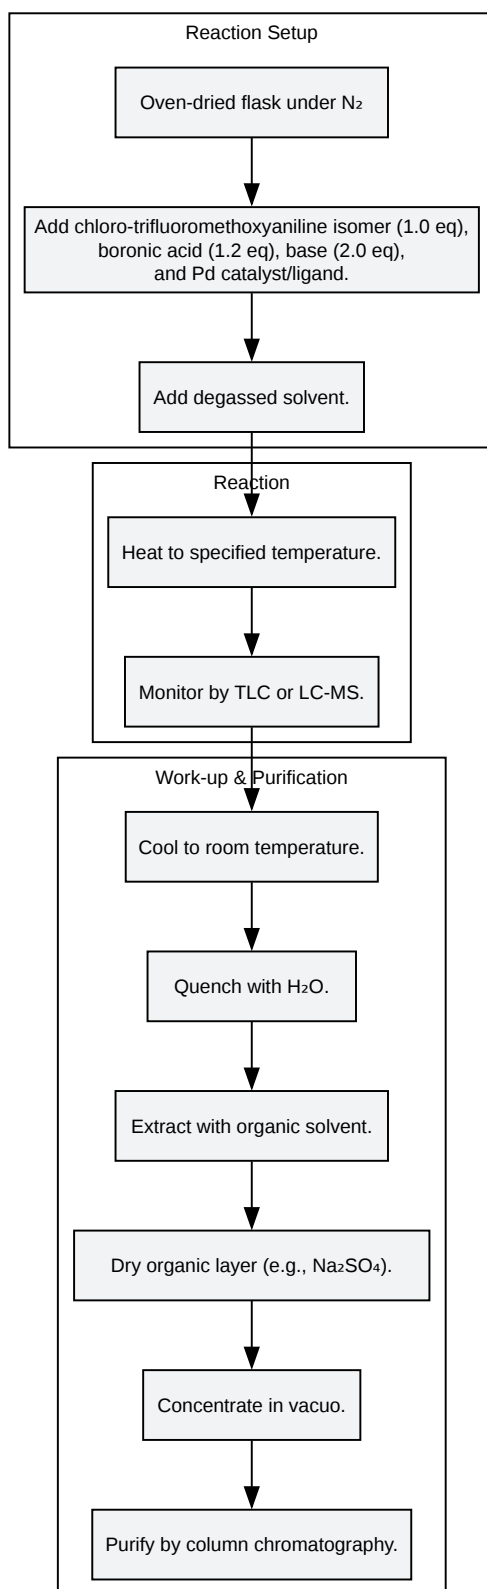 Reaction Setup
Oven-dried flask under N₂
Add chloro-trifluoromethoxyaniline isomer (1.0 eq),
boronic acid (1.2 eq), base (2.0 eq),
and Pd catalyst/ligand.
Add degassed solvent.
Reaction
Heat to specified temperature.
Monitor by TLC or LC-MS.
Work-up & Purification
Cool to room temperature.
Quench with H₂O.
Extract with organic solvent.
Dry organic layer (e.g., Na₂SO₄).
Concentrate in vacuo.
Purify by column chromatography.